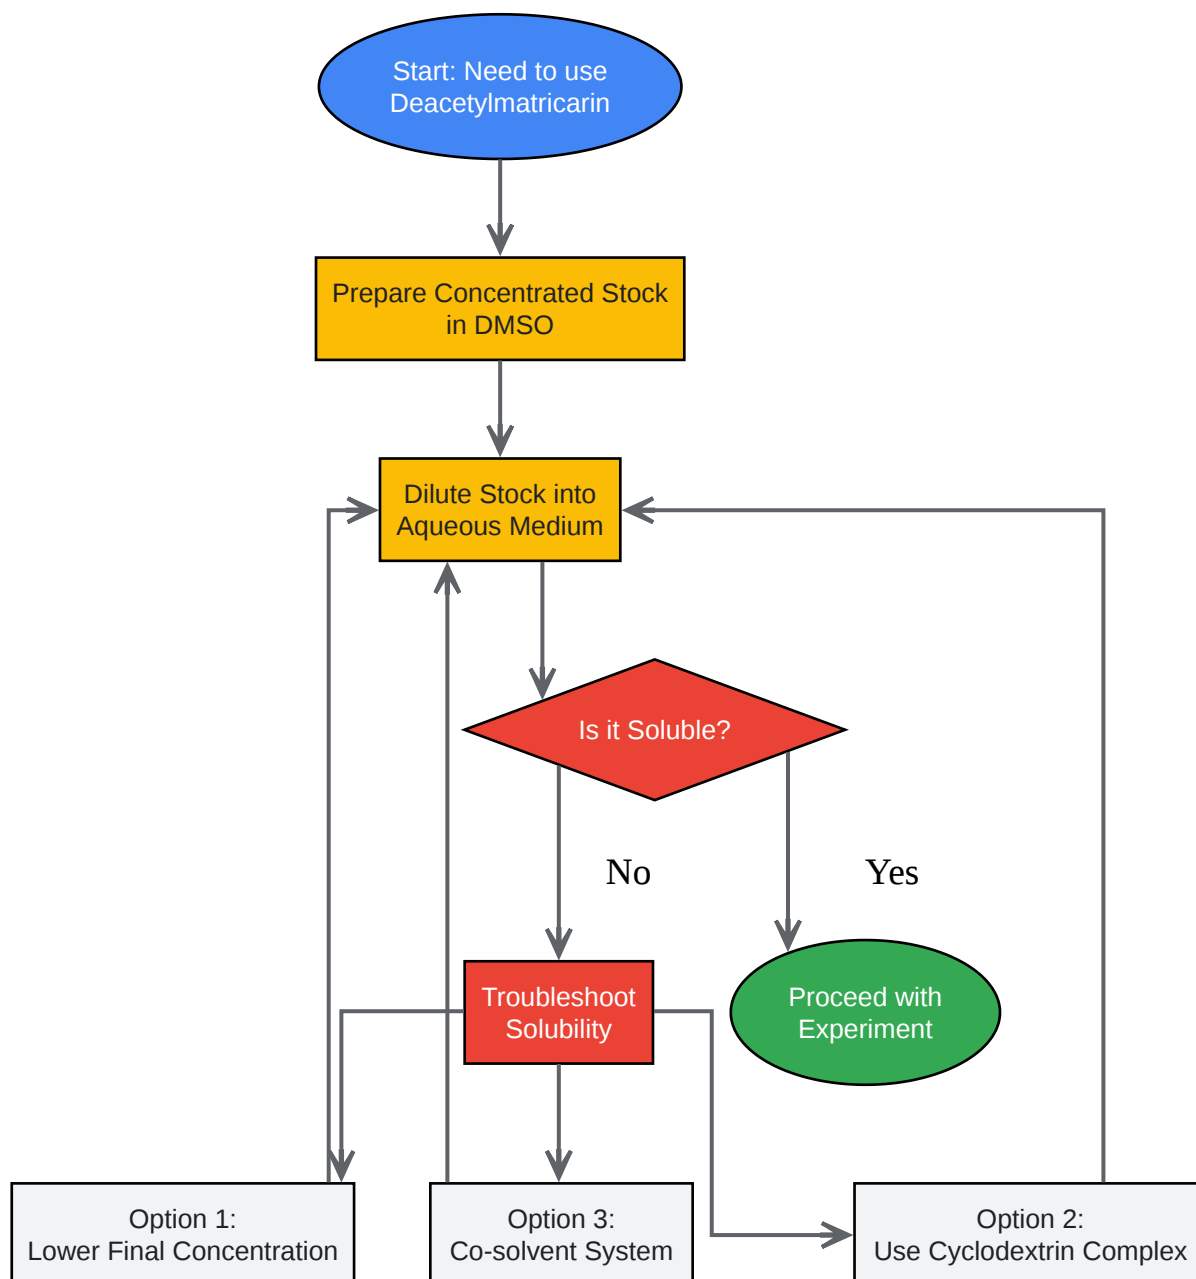 Start: Need to use
Deacetylmatricarin
Prepare Concentrated Stock
in DMSO
Dilute Stock into
Aqueous Medium
Is it Soluble?
No
Yes
Troubleshoot
Solubility
Proceed with
Experiment
Option 1:
Lower Final Concentration
Option 3:
Co-solvent System
Option 2:
Use Cyclodextrin Complex